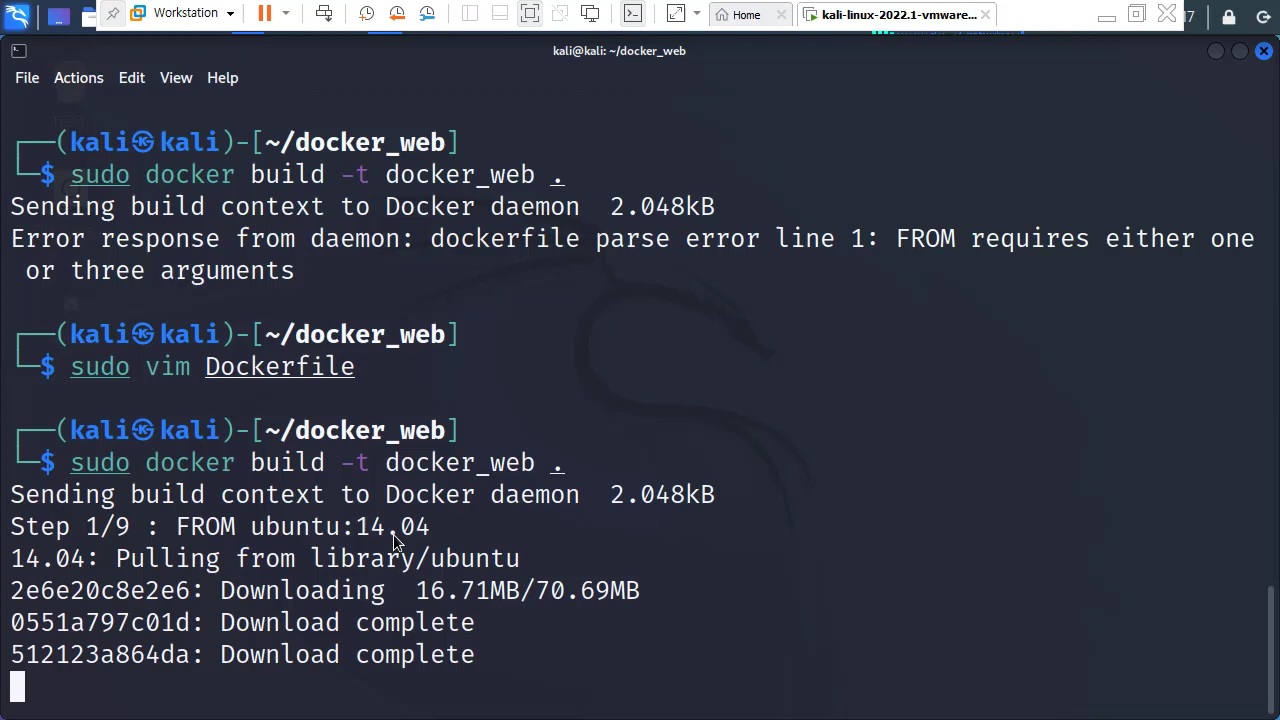 Workstation
Home
kali-linux-2022.1-vmware...
17
kali@kali: ~/docker_web
File Actions Edit View Help
┌──(kali㉿kali)-[~/docker_web]
└─$ sudo docker build -t docker_web .
Sending build context to Docker daemon  2.048kB
Error response from daemon: dockerfile parse error line 1: FROM requires either one
or three arguments
┌──(kali㉿kali)-[~/docker_web]
└─$ sudo vim Dockerfile
┌──(kali㉿kali)-[~/docker_web]
└─$ sudo docker build -t docker_web .
Sending build context to Docker daemon  2.048kB
Step 1/9 : FROM ubuntu:14.04
14.04: Pulling from library/ubuntu
2e6e20c8e2e6: Downloading  16.71MB/70.69MB
0551a797c01d: Download complete
512123a864da: Download complete